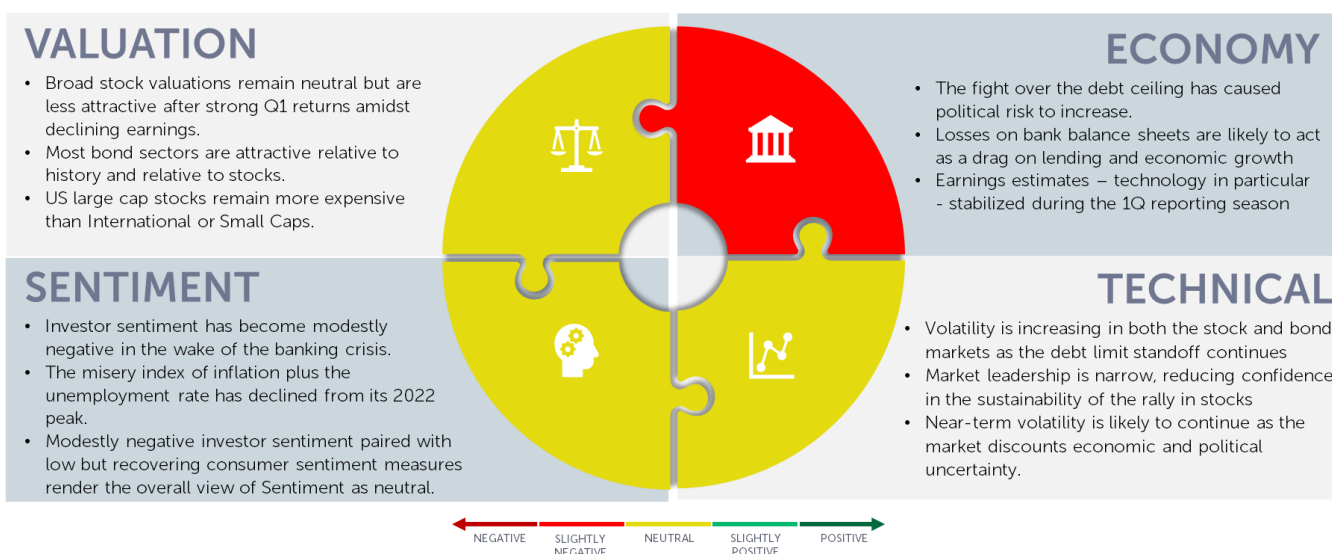 VALUATION
• Broad stock valuations remain neutral but are
less attractive after strong Q1 returns amidst
declining earnings.
• Most bond sectors are attractive relative to
history and relative to stocks.
• US large cap stocks remain more expensive
than International or Small Caps.
ECONOMY
• The fight over the debt ceiling has caused
political risk to increase.
• Losses on bank balance sheets are likely to act
as a drag on lending and economic growth
• Earnings estimates – technology in particular
- stabilized during the 1Q reporting season
SENTIMENT
• Investor sentiment has become modestly
negative in the wake of the banking crisis.
• The misery index of inflation plus the
unemployment rate has declined from its 2022
peak.
• Modestly negative investor sentiment paired with
low but recovering consumer sentiment measures
render the overall view of Sentiment as neutral.
TECHNICAL
• Volatility is increasing in both the stock and bond
markets as the debt limit standoff continues
• Market leadership is narrow, reducing confidence
in the sustainability of the rally in stocks
• Near-term volatility is likely to continue as the
market discounts economic and political
uncertainty.
NEGATIVE
SLIGHTLY
NEGATIVE
NEUTRAL
SLIGHTLY
POSITIVE
POSITIVE